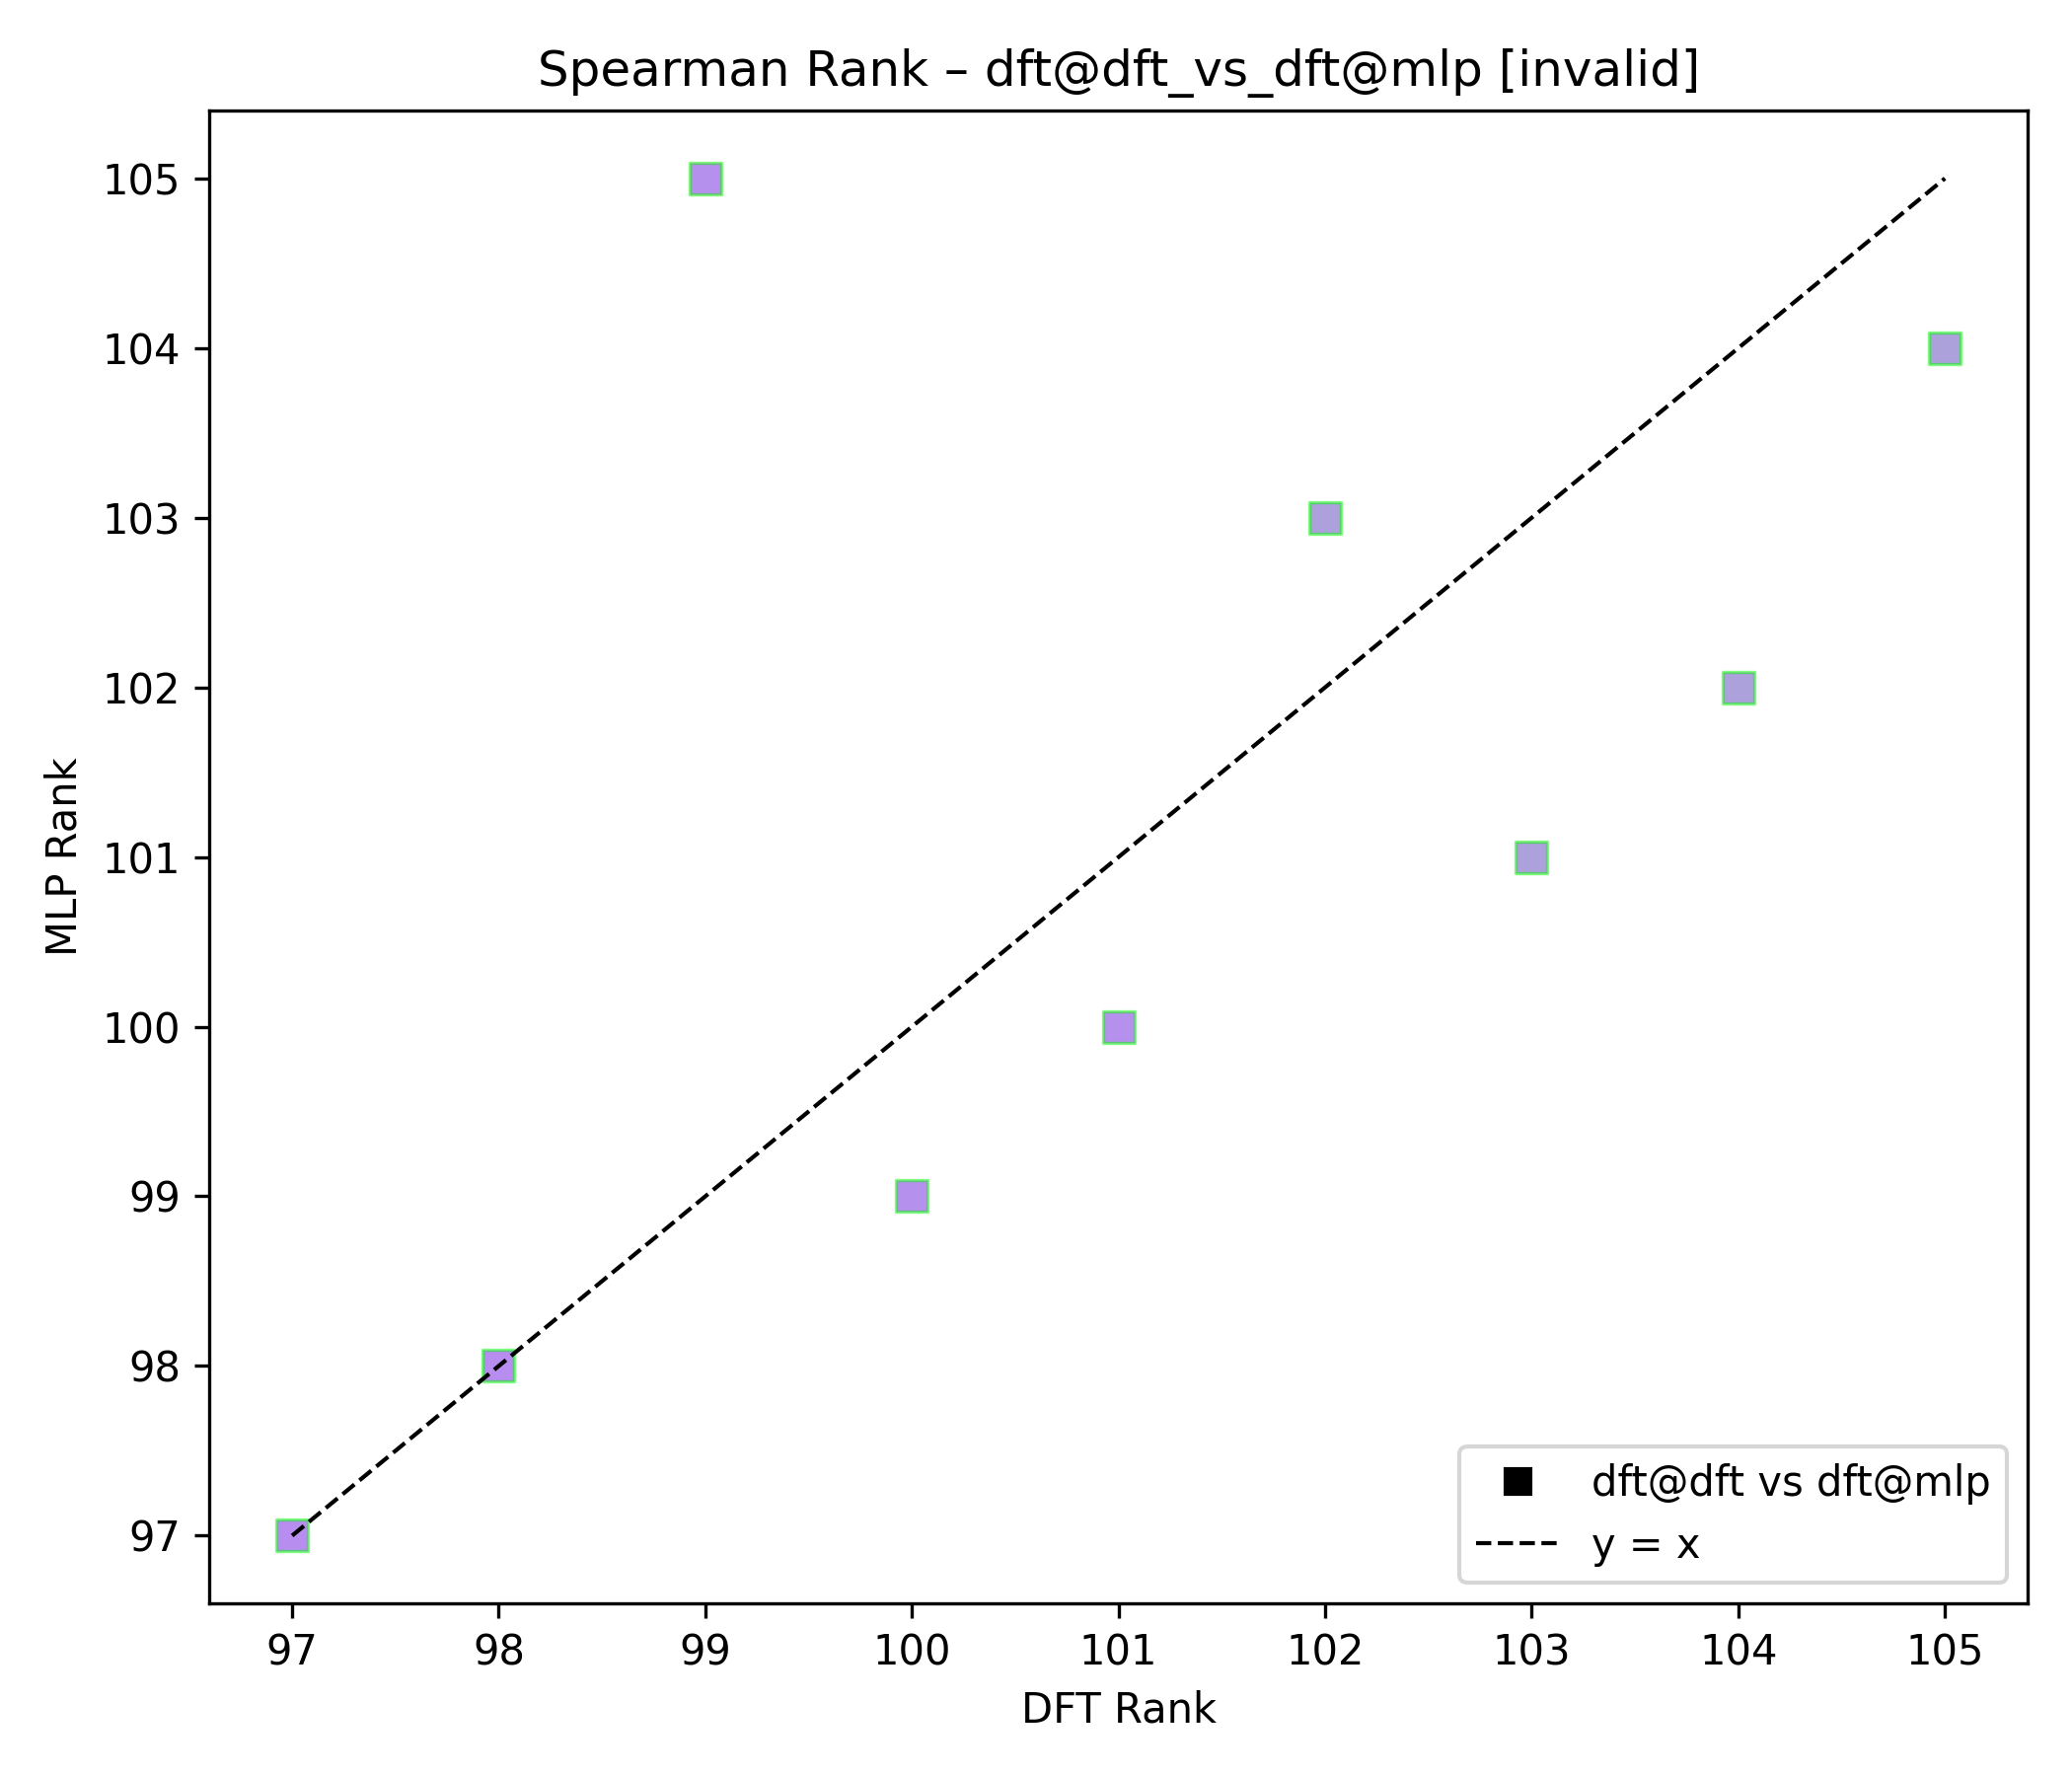 Spearman Rank – dft@dft_vs_dft@mlp [invalid]
105
104
103
102
101
100
99
98
97
MLP Rank
dft@dft vs dft@mlp
y = x
97 98 99 100 101 102 103 104 105
DFT Rank